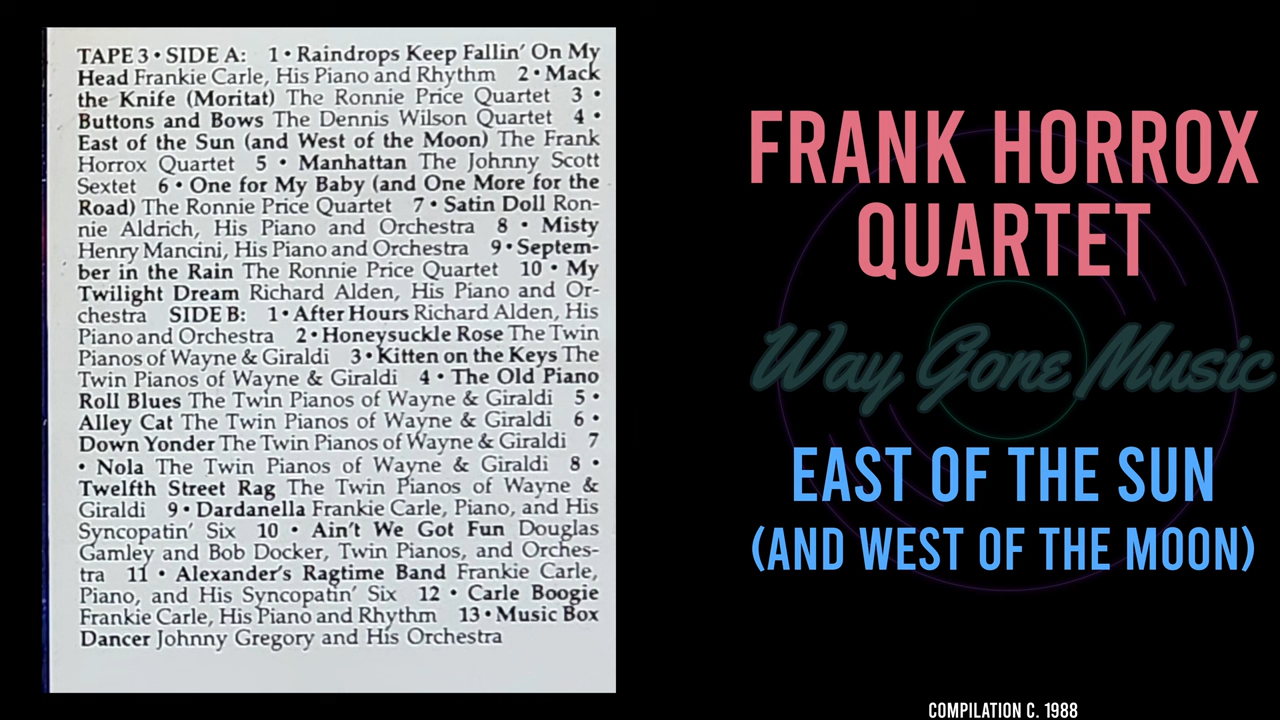 TAPE 3 • SIDE A: 1 • Raindrops Keep Fallin' On My
Head Frankie Carle, His Piano and Rhythm 2 • Mack
the Knife (Moritat) The Ronnie Price Quartet 3 •
Buttons and Bows The Dennis Wilson Quartet 4 •
East of the Sun (and West of the Moon) The Frank
Horrox Quartet 5 • Manhattan The Johnny Scott
Sextet 6 • One for My Baby (and One More for the
Road) The Ronnie Price Quartet 7 • Satin Doll Ron-
nie Aldrich, His Piano and Orchestra 8 • Misty
Henry Mancini, His Piano and Orchestra 9 • Septem-
ber in the Rain The Ronnie Price Quartet 10 • My
Twilight Dream Richard Alden, His Piano and Or-
chestra SIDE B: 1 • After Hours Richard Alden, His
Piano and Orchestra 2 • Honeysuckle Rose The Twin
Pianos of Wayne & Giraldi 3 • Kitten on the Keys The
Twin Pianos of Wayne & Giraldi 4 • The Old Piano
Roll Blues The Twin Pianos of Wayne & Giraldi 5 •
Alley Cat The Twin Pianos of Wayne & Giraldi 6 •
Down Yonder The Twin Pianos of Wayne & Giraldi 7
• Nola The Twin Pianos of Wayne & Giraldi 8 •
Twelfth Street Rag The Twin Pianos of Wayne &
Giraldi 9 • Dardanella Frankie Carle, Piano, and His
Syncopatin' Six 10 • Ain't We Got Fun Douglas
Gamley and Bob Docker, Twin Pianos, and Orches-
tra 11 • Alexander's Ragtime Band Frankie Carle,
Piano, and His Syncopatin' Six 12 • Carle Boogie
Frankie Carle, His Piano and Rhythm 13 • Music Box
Dancer Johnny Gregory and His Orchestra
FRANK HORROX
QUARTET
Way Gone Music
EAST OF THE SUN
(AND WEST OF THE MOON)
COMPILATION C. 1988